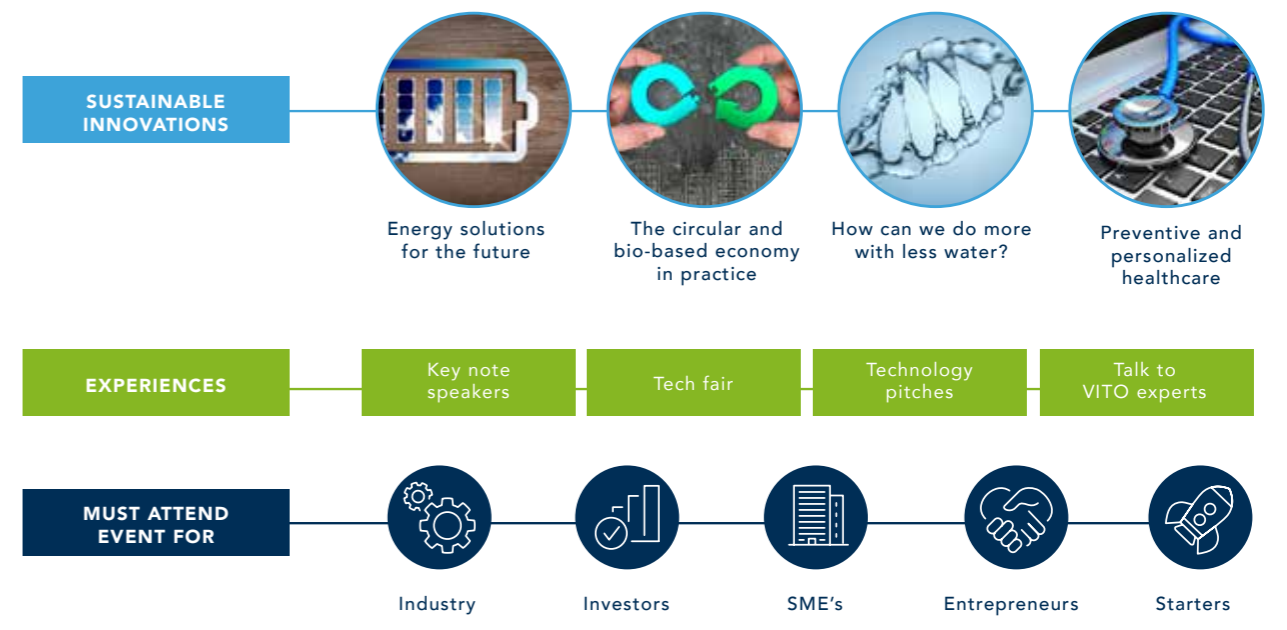 SUSTAINABLE
INNOVATIONS
Energy solutions
for the future
The circular and
bio-based economy
in practice
How can we do more
with less water?
Preventive and
personalized
healthcare
EXPERIENCES
Key note
speakers
Tech fair
Technology
pitches
Talk to
VITO experts
MUST ATTEND
EVENT FOR
Industry
Investors
SME's
Entrepreneurs
Starters